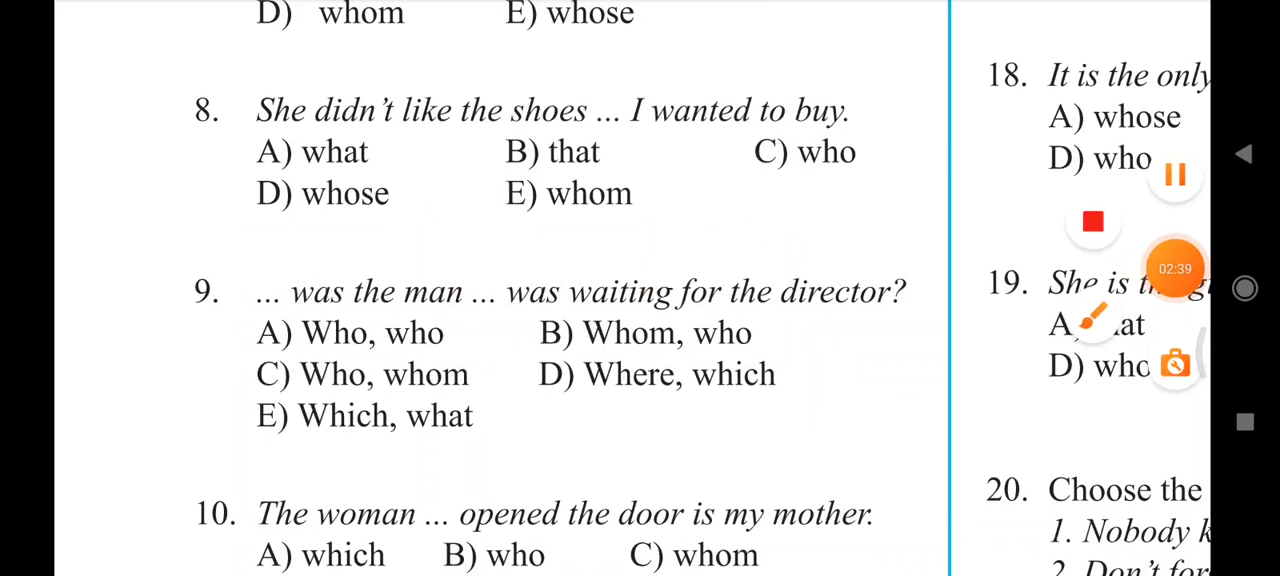 D) whom E) whose
8. She didn't like the shoes ... I wanted to buy.
A) what B) that C) who
D) whose E) whom
9. ... was the man ... was waiting for the director?
A) Who, who B) Whom, who
C) Who, whom D) Where, which
E) Which, what
10. The woman ... opened the door is my mother.
A) which B) who C) whom
18. It is the only
A) whose
D) who
19. She is
A
D) who
20. Choose the
1. Nobody k
2. Don't for
02:39